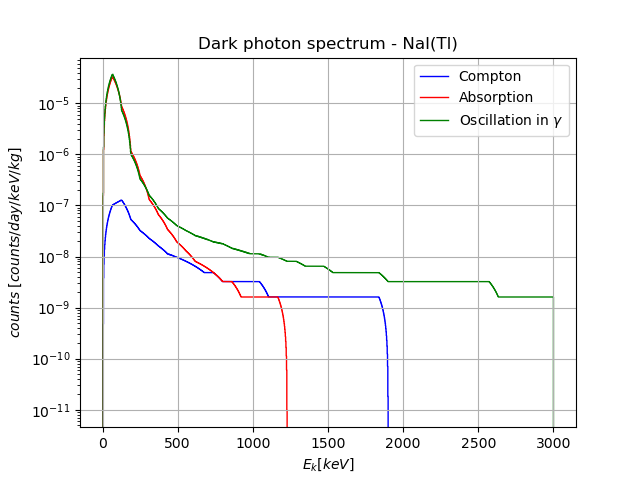 Dark photon spectrum - NaI(Tl)
Compton
Absorption
Oscillation in γ
counts [counts/day/keV/kg]
10⁻⁵
10⁻⁶
10⁻⁷
10⁻⁸
10⁻⁹
10⁻¹⁰
10⁻¹¹
0 500 1000 1500 2000 2500 3000
E_k[keV]